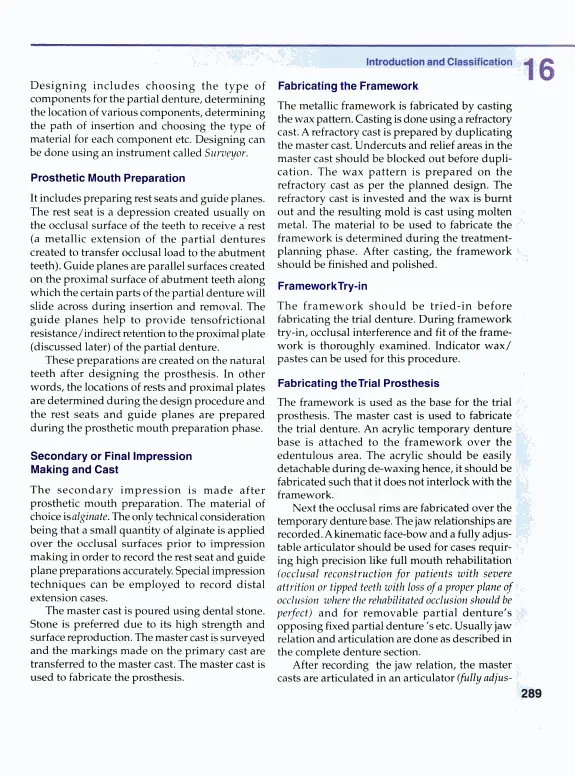 Introduction and Classification
16
Designing includes choosing the type of
components for the partial denture, determining
the location of various components, determining
the path of insertion and choosing the type of
material for each component etc. Designing can
be done using an instrument called Surveyor.
Prosthetic Mouth Preparation
It includes preparing rest seats and guide planes.
The rest seat is a depression created usually on
the occlusal surface of the teeth to receive a rest
(a metallic extension of the partial dentures
created to transfer occlusal load to the abutment
teeth). Guide planes are parallel surfaces created
on the proximal surface of abutment teeth along
which the certain parts of the partial denture will
slide across during insertion and removal. The
guide planes help to provide tensofrictional
resistance/indirect retention to the proximal plate
(discussed later) of the partial denture.
These preparations are created on the natural
teeth after designing the prosthesis. In other
words, the locations of rests and proximal plates
are determined during the design procedure and
the rest seats and guide planes are prepared
during the prosthetic mouth preparation phase.
Secondary or Final Impression
Making and Cast
The secondary impression is made after
prosthetic mouth preparation. The material of
choice is alginate. The only technical consideration
being that a small quantity of alginate is applied
over the occlusal surfaces prior to impression
making in order to record the rest seat and guide
plane preparations accurately. Special impression
techniques can be employed to record distal
extension cases.
The master cast is poured using dental stone.
Stone is preferred due to its high strength and
surface reproduction. The master cast is surveyed
and the markings made on the primary cast are
transferred to the master cast. The master cast is
used to fabricate the prosthesis.
Fabricating the Framework
The metallic framework is fabricated by casting
the wax pattern. Casting is done using a refractory
cast. A refractory cast is prepared by duplicating
the master cast. Undercuts and relief areas in the
master cast should be blocked out before dupli-
cation. The wax pattern is prepared on the
refractory cast as per the planned design. The
refractory cast is invested and the wax is burnt
out and the resulting mold is cast using molten
metal. The material to be used to fabricate the
framework is determined during the treatment-
planning phase. After casting, the framework
should be finished and polished.
Framework Try-in
The framework should be tried-in before
fabricating the trial denture. During framework
try-in, occlusal interference and fit of the frame-
work is thoroughly examined. Indicator wax/
pastes can be used for this procedure.
Fabricating the Trial Prosthesis
The framework is used as the base for the trial
prosthesis. The master cast is used to fabricate
the trial denture. An acrylic temporary denture
base is attached to the framework over the
edentulous area. The acrylic should be easily
detachable during de-waxing hence, it should be
fabricated such that it does not interlock with the
framework.
Next the occlusal rims are fabricated over the
temporary denture base. The jaw relationships are
recorded. A kinematic face-bow and a fully adjus-
table articulator should be used for cases requir-
ing high precision like full mouth rehabilitation
(occlusal reconstruction for patients with severe
attrition or tipped teeth with loss of a proper plane of
occlusion where the rehabilitated occlusion should be
perfect) and for removable partial denture's
opposing fixed partial denture 's etc. Usually jaw
relation and articulation are done as described in
the complete denture section.
After recording the jaw relation, the master
casts are articulated in an articulator (fully adjus-
289